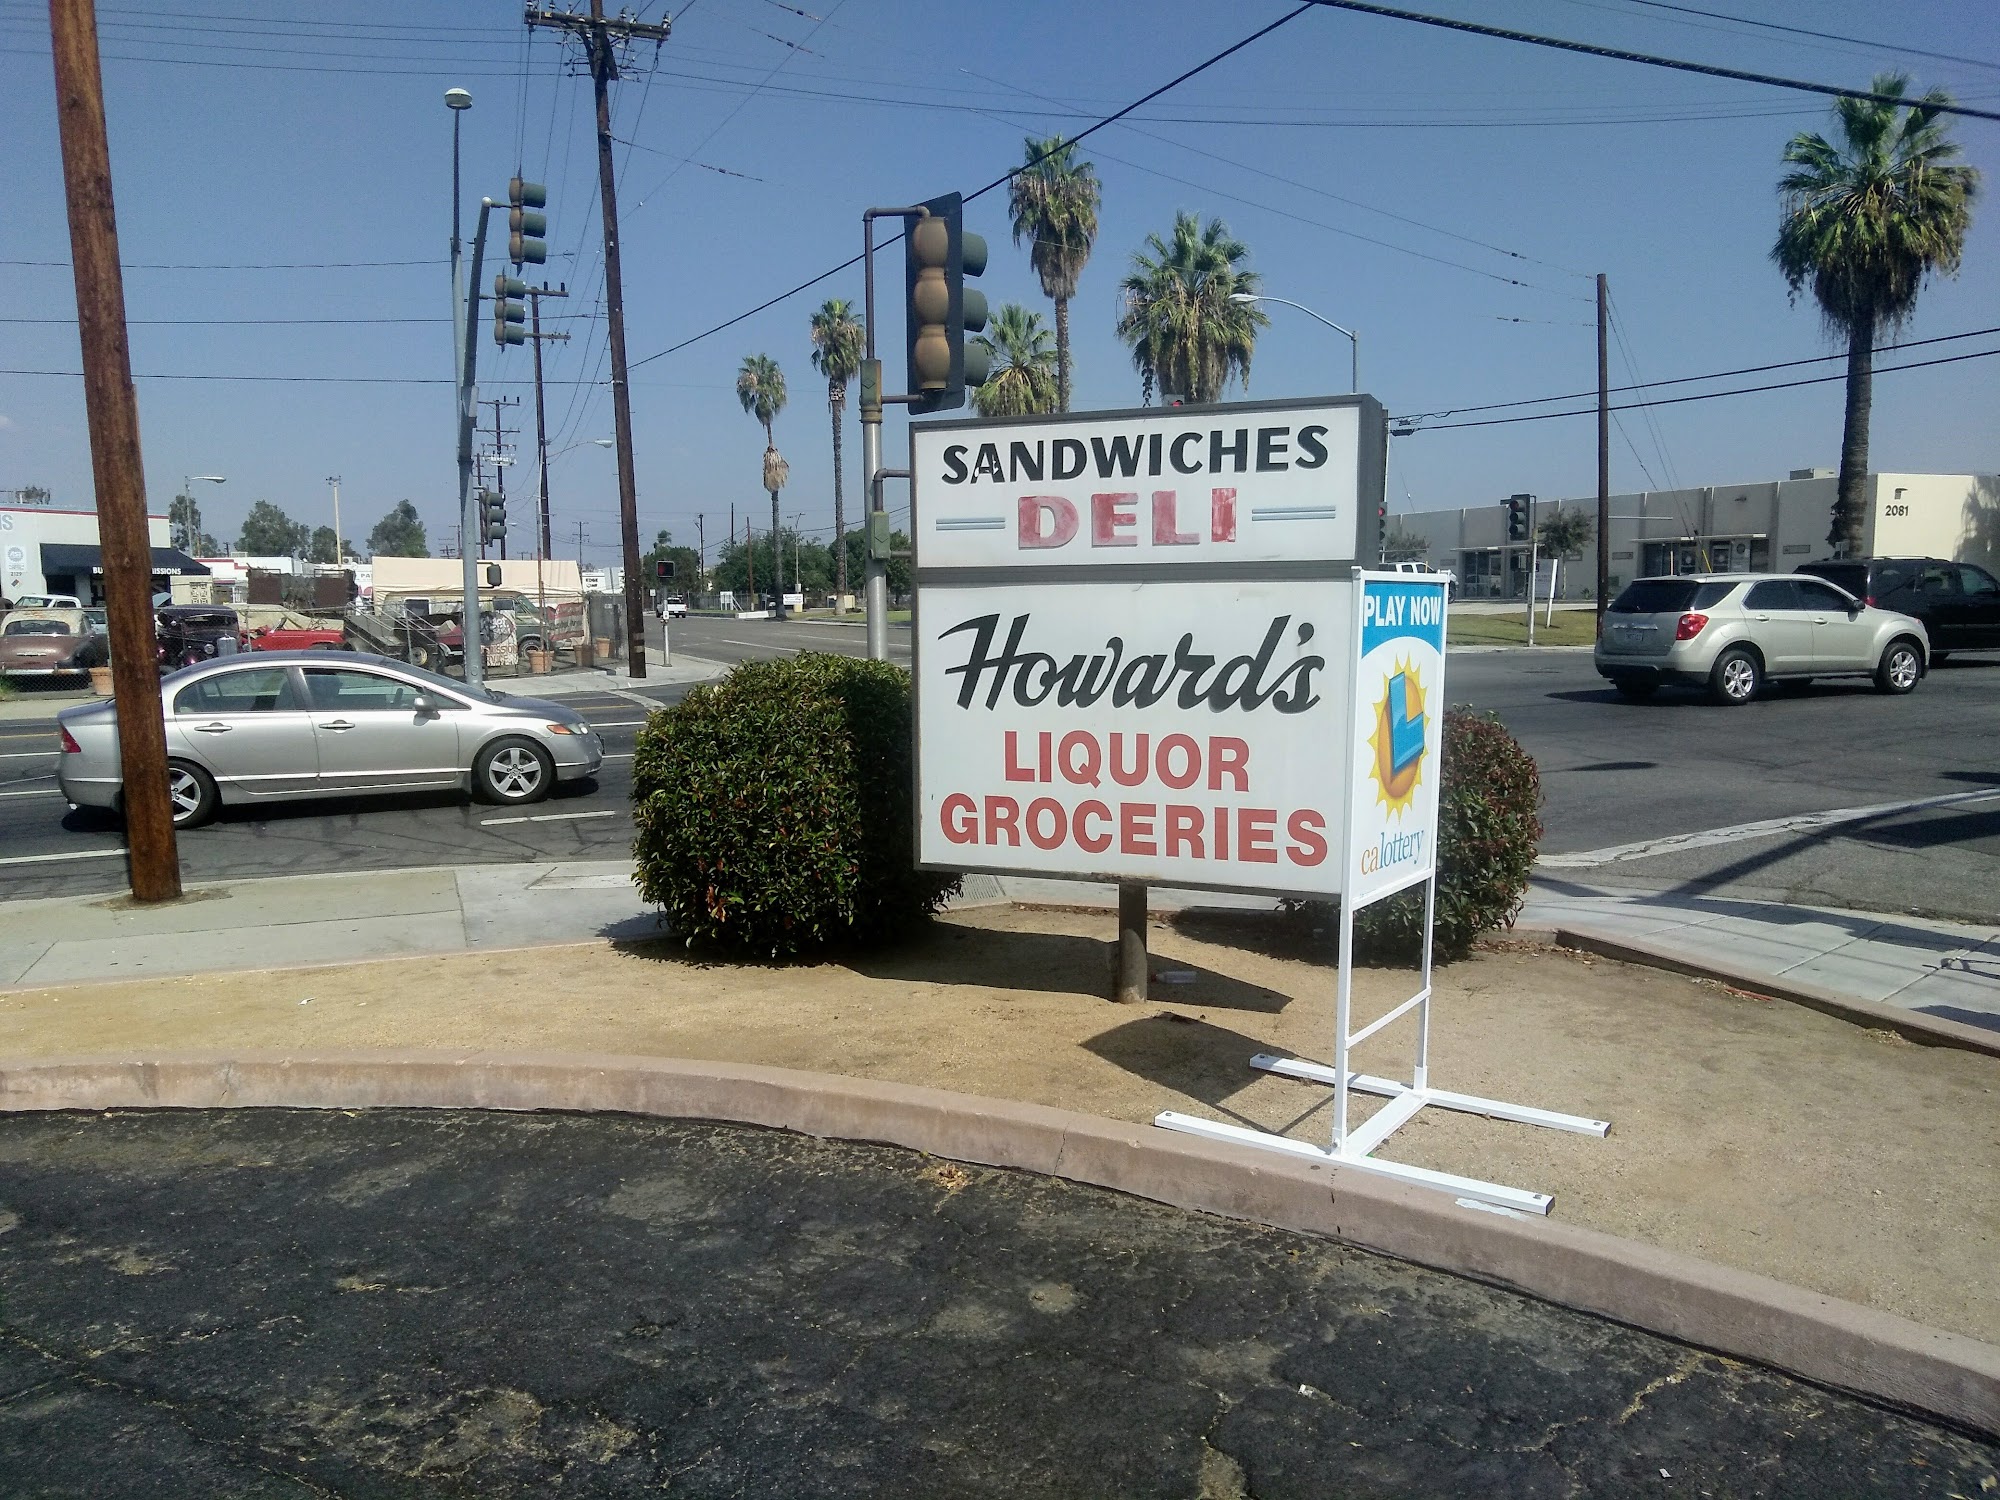 SANDWICHES
DELI
Howard's
LIQUOR
GROCERIES
PLAY NOW
calottery
2081